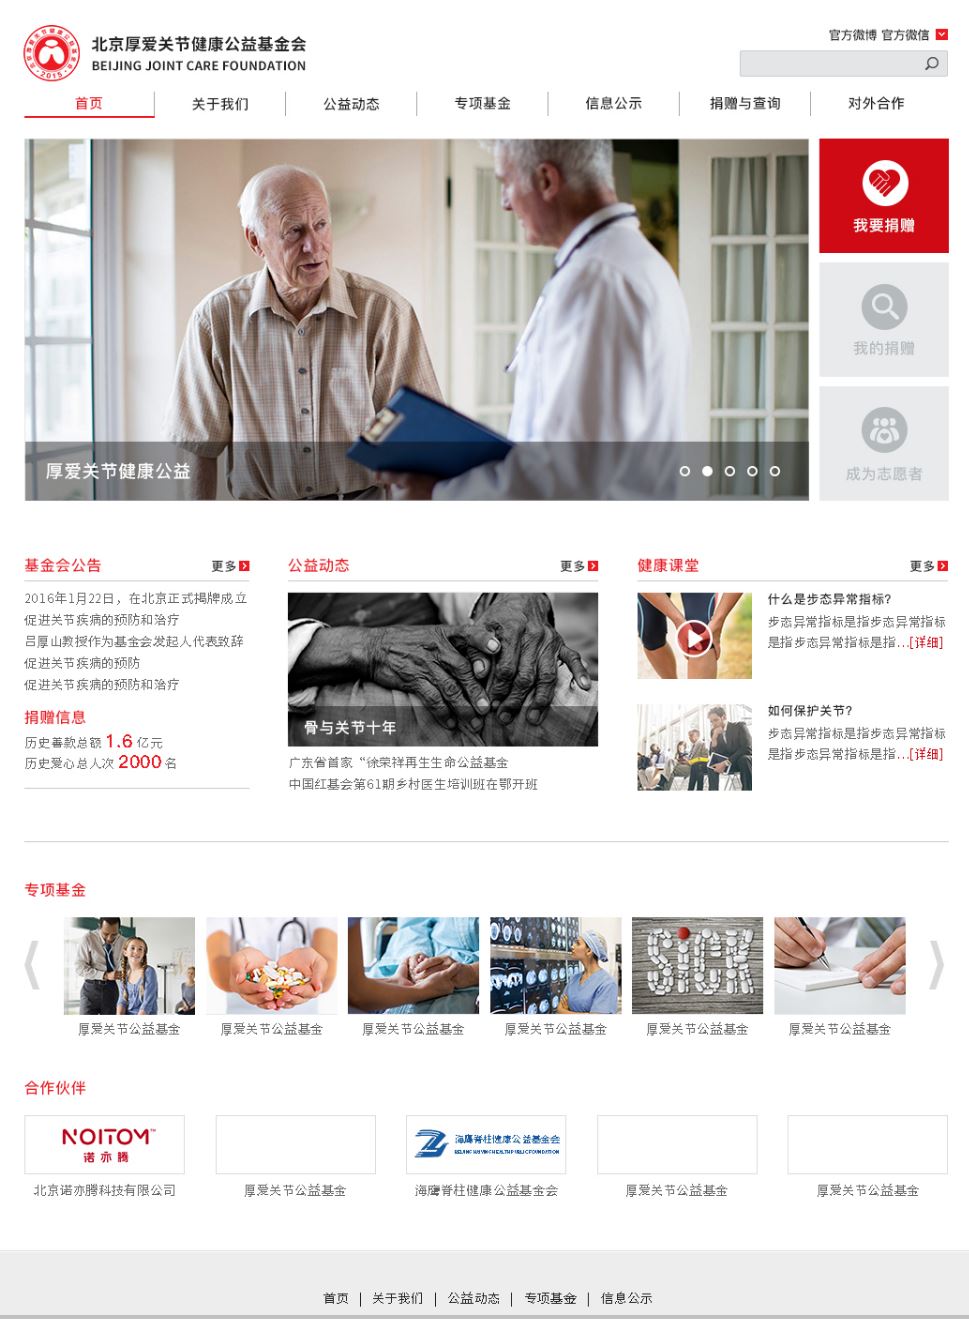 北京厚爱关节健康公益基金会
BEIJING JOINT CARE FOUNDATION
·2015·
官方微博 官方微信
首页
关于我们
公益动态
专项基金
信息公示
捐赠与查询
对外合作
厚爱关节健康公益
我要捐赠
我的捐赠
成为志愿者
基金会公告
更多
2016年1月22日，在北京正式揭牌成立
促进关节疾病的预防和治疗
吕厚山教授作为基金会发起人代表致辞
促进关节疾病的预防
促进关节疾病的预防和治疗
捐赠信息
历史善款总额 1.6 亿元
历史爱心总人次 2000 名
公益动态
更多
骨与关节十年
广东省首家“徐荣祥再生生命公益基金
中国红基会第61期乡村医生培训班在鄂开班
健康课堂
更多
什么是步态异常指标?
步态异常指标是指步态异常指标
是指步态异常指标是指...[详细]
如何保护关节?
步态异常指标是指步态异常指标
是指步态异常指标是指...[详细]
专项基金
厚爱关节公益基金
厚爱关节公益基金
厚爱关节公益基金
厚爱关节公益基金
厚爱关节公益基金
厚爱关节公益基金
合作伙伴
NOITOM™
诺亦腾
北京诺亦腾科技有限公司
厚爱关节公益基金
海鹰脊柱健康公益基金会
海鹰脊柱健康公益基金会
厚爱关节公益基金
厚爱关节公益基金
首页 | 关于我们 | 公益动态 | 专项基金 | 信息公示